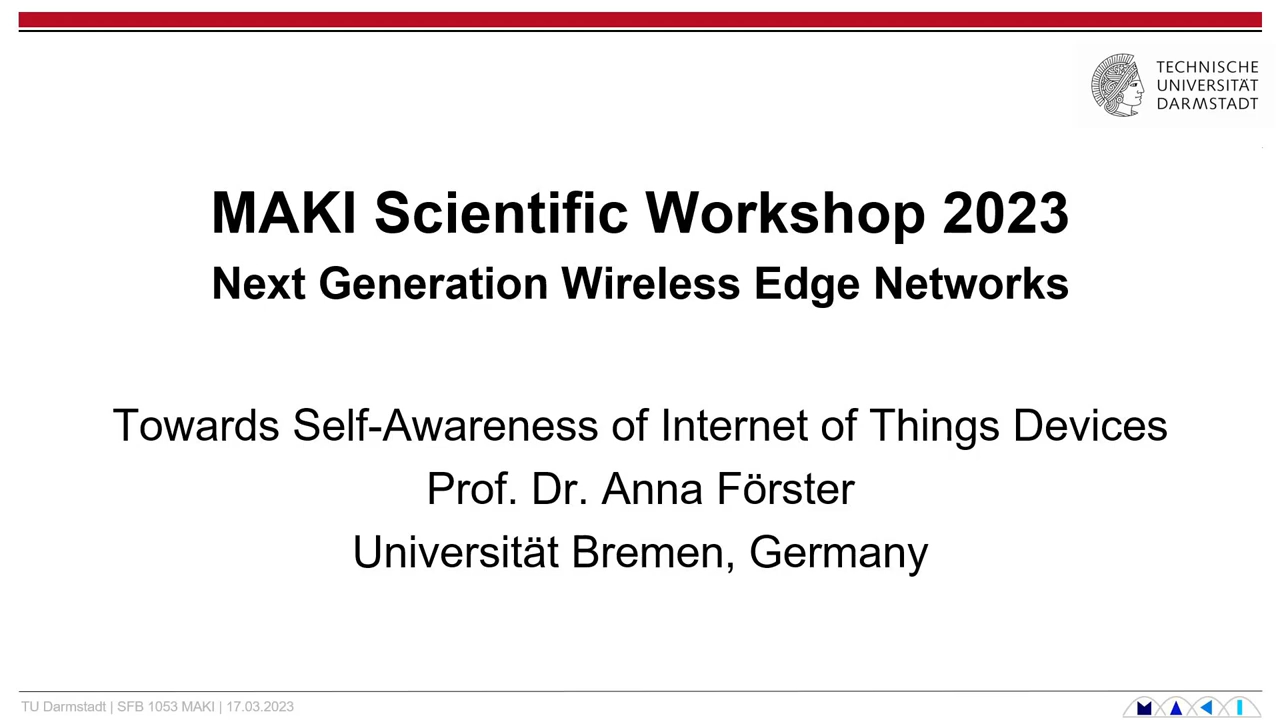 TECHNISCHE
UNIVERSITÄT
DARMSTADT
MAKI Scientific Workshop 2023
Next Generation Wireless Edge Networks
Towards Self-Awareness of Internet of Things Devices
Prof. Dr. Anna Förster
Universität Bremen, Germany
TU Darmstadt | SFB 1053 MAKI | 17.03.2023
MAKI